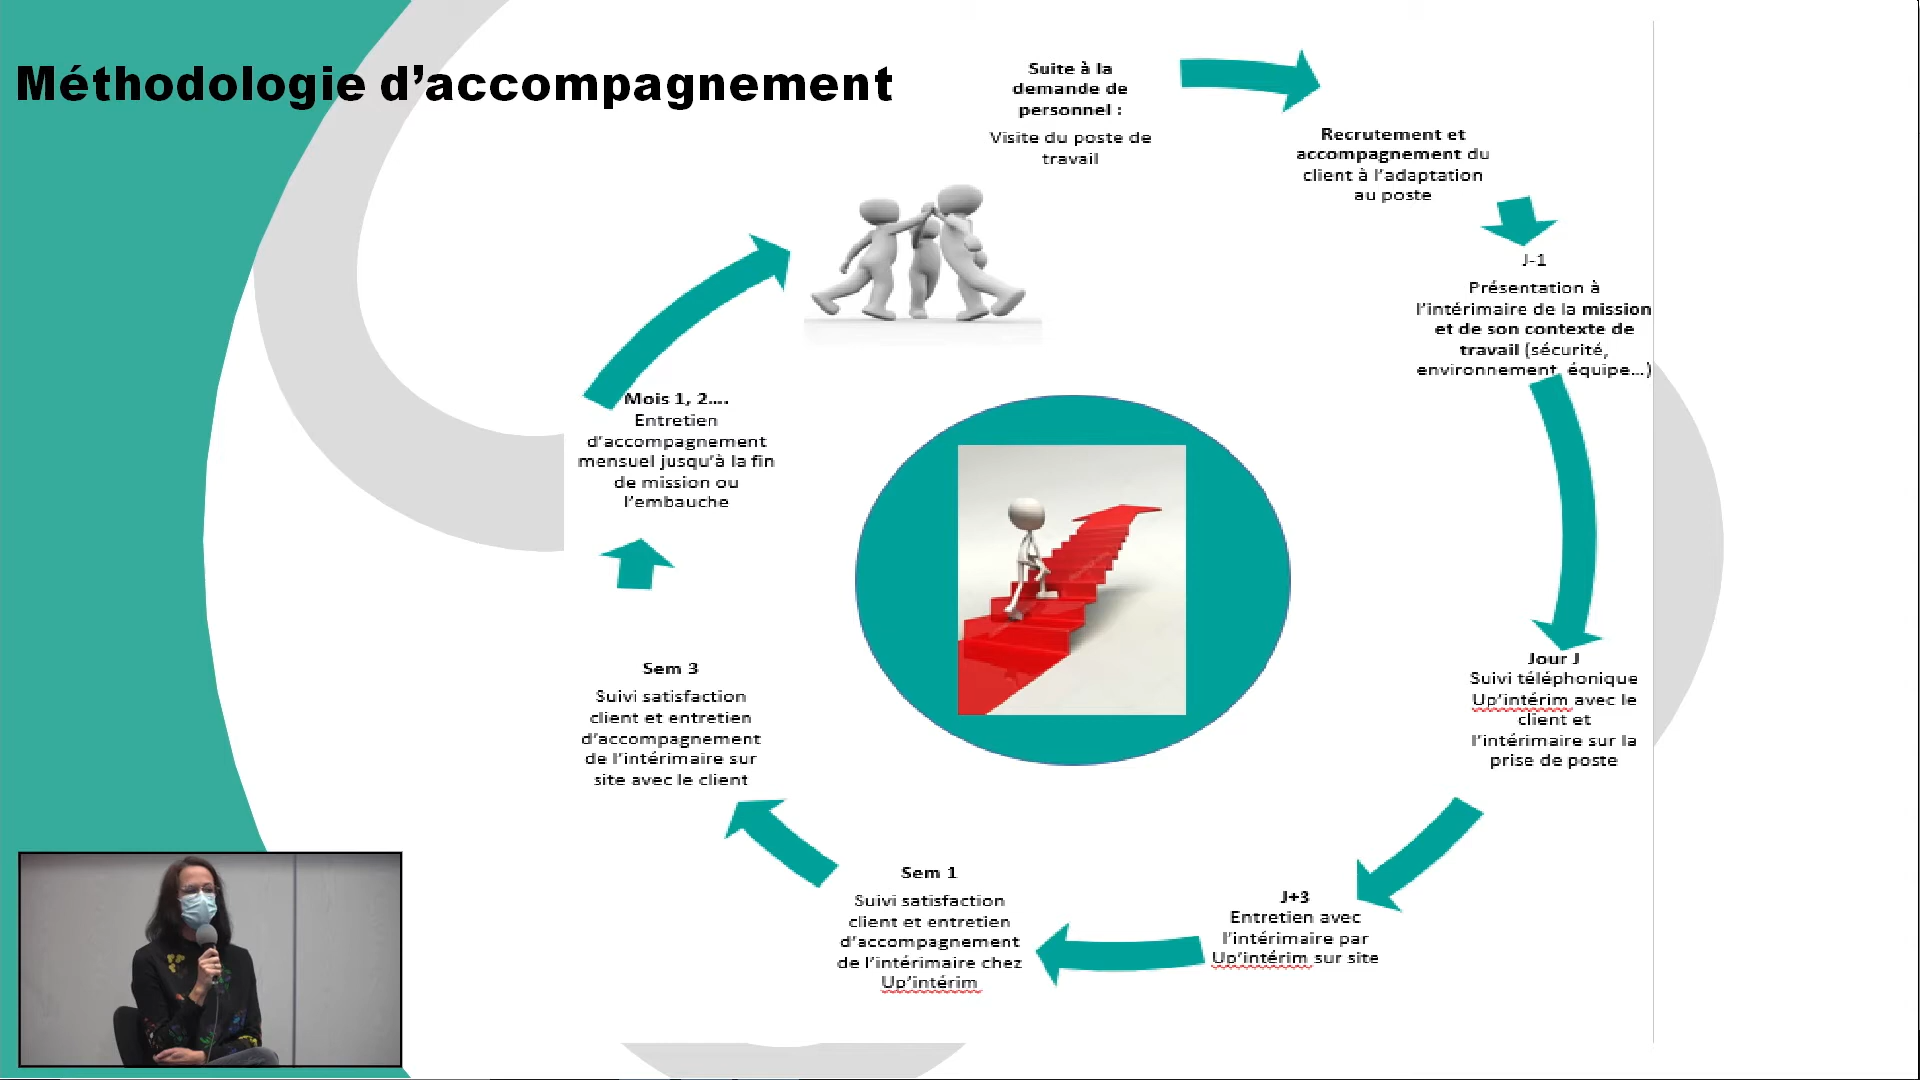 Méthodologie d’accompagnement
Suite à la
demande de
personnel :
Visite du poste de
travail
Recrutement et
accompagnement du
client à l’adaptation
au poste
J-1
Présentation à
l’intérimaire de la mission
et de son contexte de
travail (sécurité,
environnement, équipe...)
Jour J
Suivi téléphonique
Up’intérim avec le
client et
l’intérimaire sur la
prise de poste
J+3
Entretien avec
l’intérimaire par
Up’intérim sur site
Sem 1
Suivi satisfaction
client et entretien
d’accompagnement
de l’intérimaire chez
Up’intérim
Sem 3
Suivi satisfaction
client et entretien
d’accompagnement
de l’intérimaire sur
site avec le client
Mois 1, 2....
Entretien
d’accompagnement
mensuel jusqu’à la fin
de mission ou
l’embauche